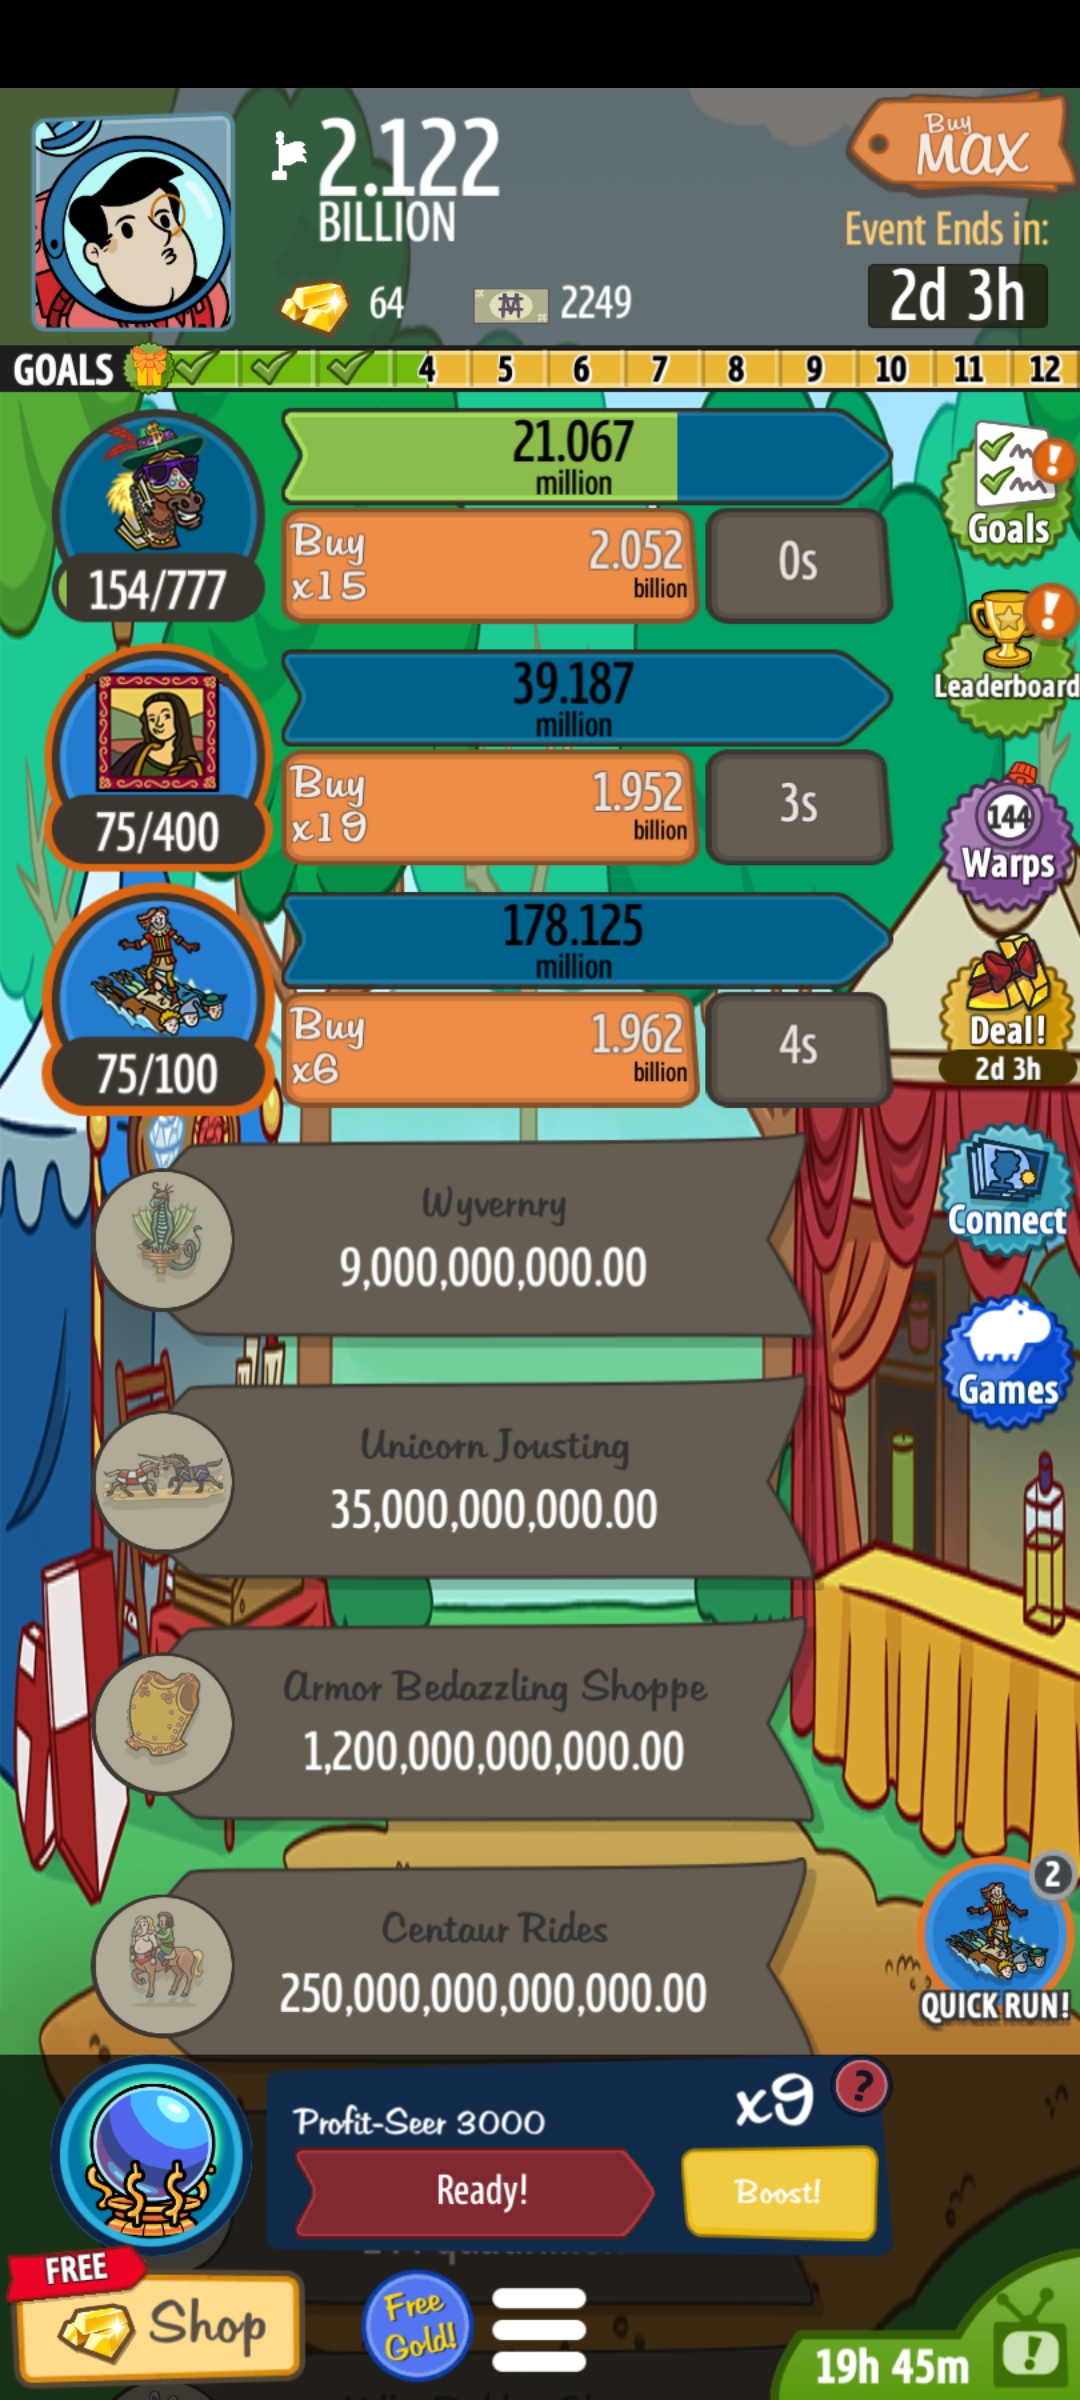 2.122
BILLION
Buy
MAX
Event Ends in:
2d 3h
64
2249
GOALS
4 5 6 7 8 9 10 11 12
21.067
million
Buy
x15
2.052
billion
0s
154/777
Goals
39.187
million
Leaderboard
Buy
x19
1.952
billion
3s
75/400
144
Warps
178.125
million
Buy
x6
1.962
billion
4s
75/100
Deal!
2d 3h
Wyvernry
9,000,000,000.00
Connect
Unicorn Jousting
35,000,000,000.00
Games
Armor Bedazzling Shoppe
1,200,000,000,000.00
Centaur Rides
250,000,000,000,000.00
2
QUICK RUN!
Profit-Seer 3000
x9
?
Ready!
Boost!
FREE
Shop
Free
Gold!
19h 45m